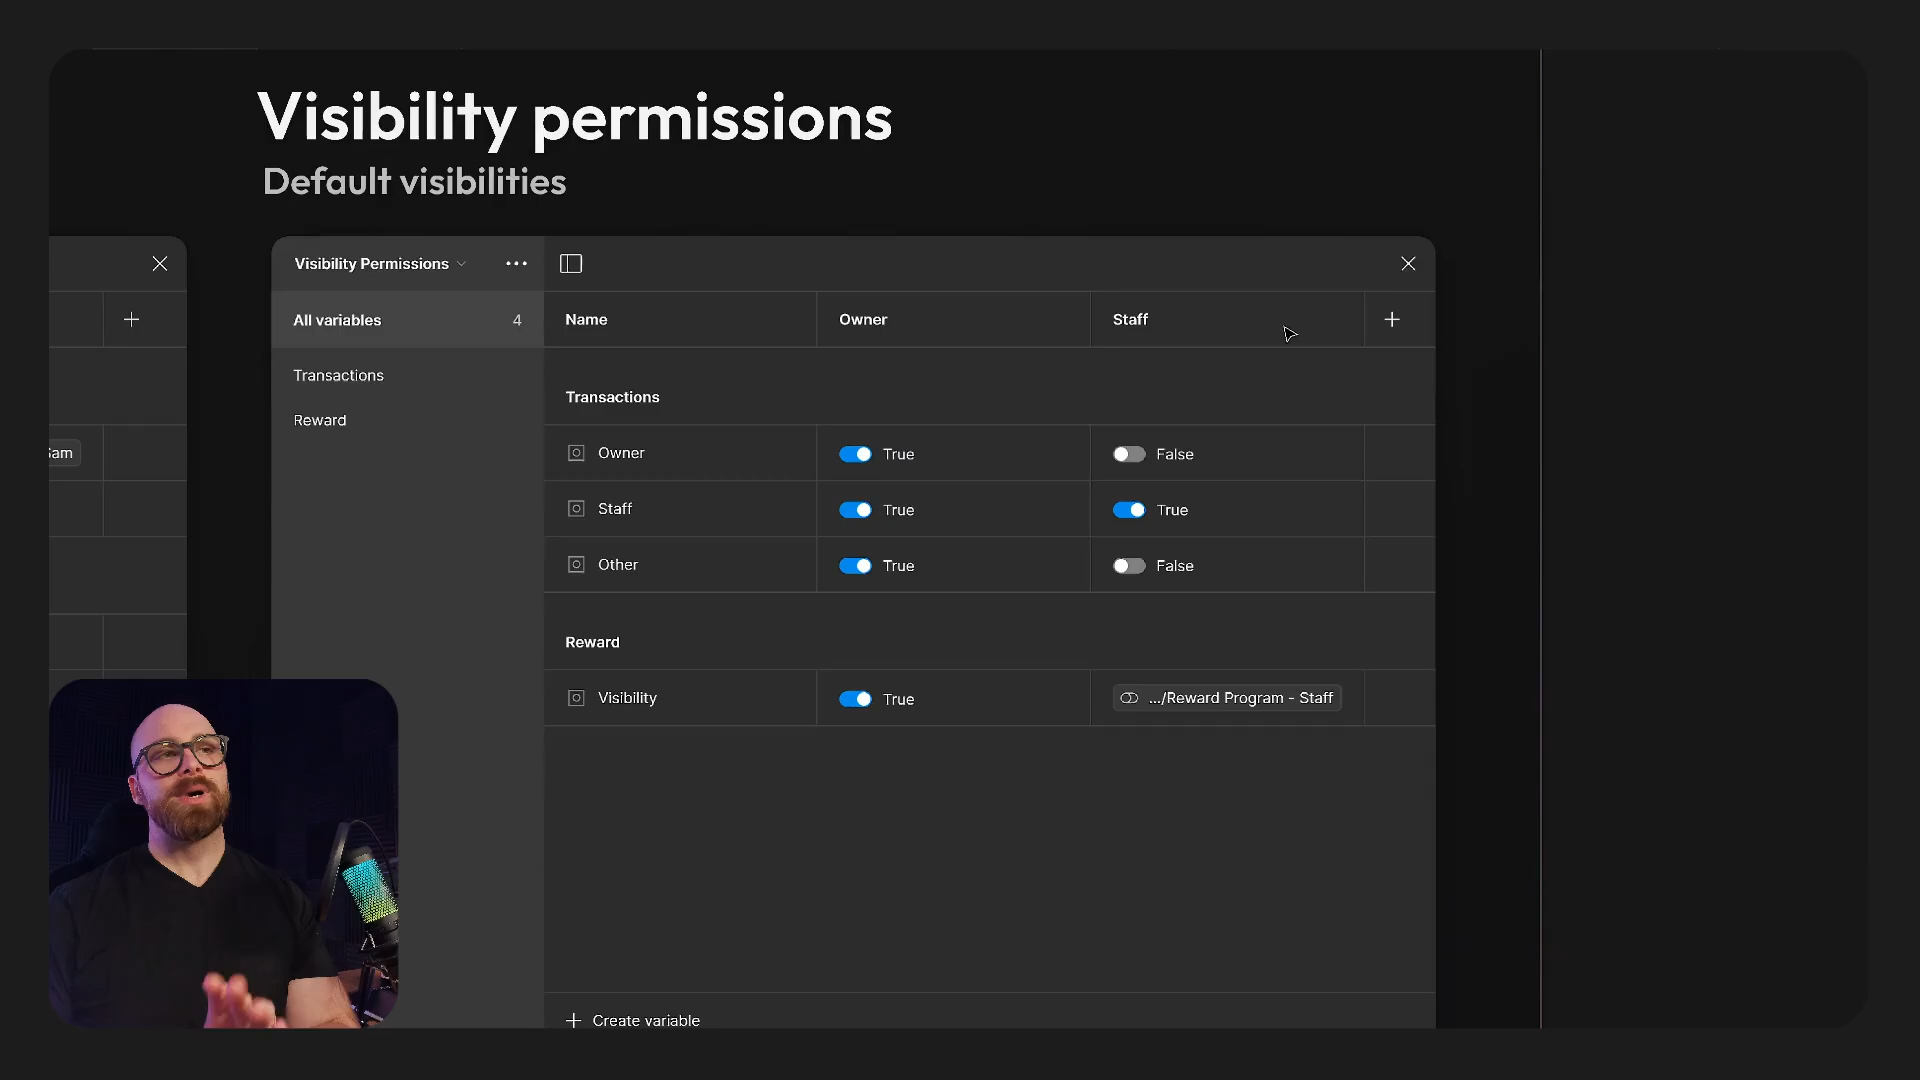 Visibility permissions
Default visibilities
Visibility Permissions
All variables 4
Transactions
Reward
Name Owner Staff
Transactions
Owner True False
Staff True True
Other True False
Reward
Visibility True .../Reward Program - Staff
Create variable